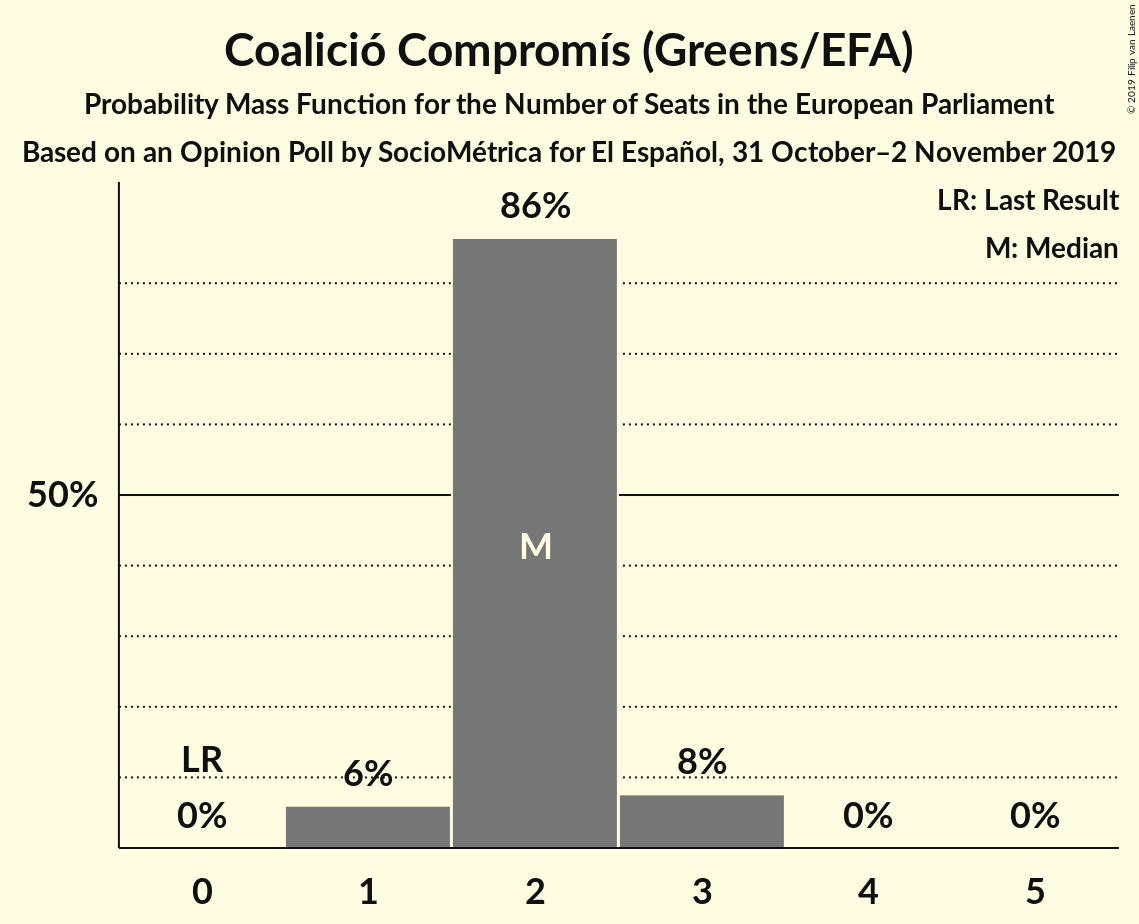 Coalició Compromís (Greens/EFA)
Probability Mass Function for the Number of Seats in the European Parliament
Based on an Opinion Poll by SocioMétrica for El Español, 31 October–2 November 2019
© 2019 Filip van Laenen
LR: Last Result
M: Median
86%
50%
M
LR
0%
6%
8%
0%
0%
0 1 2 3 4 5